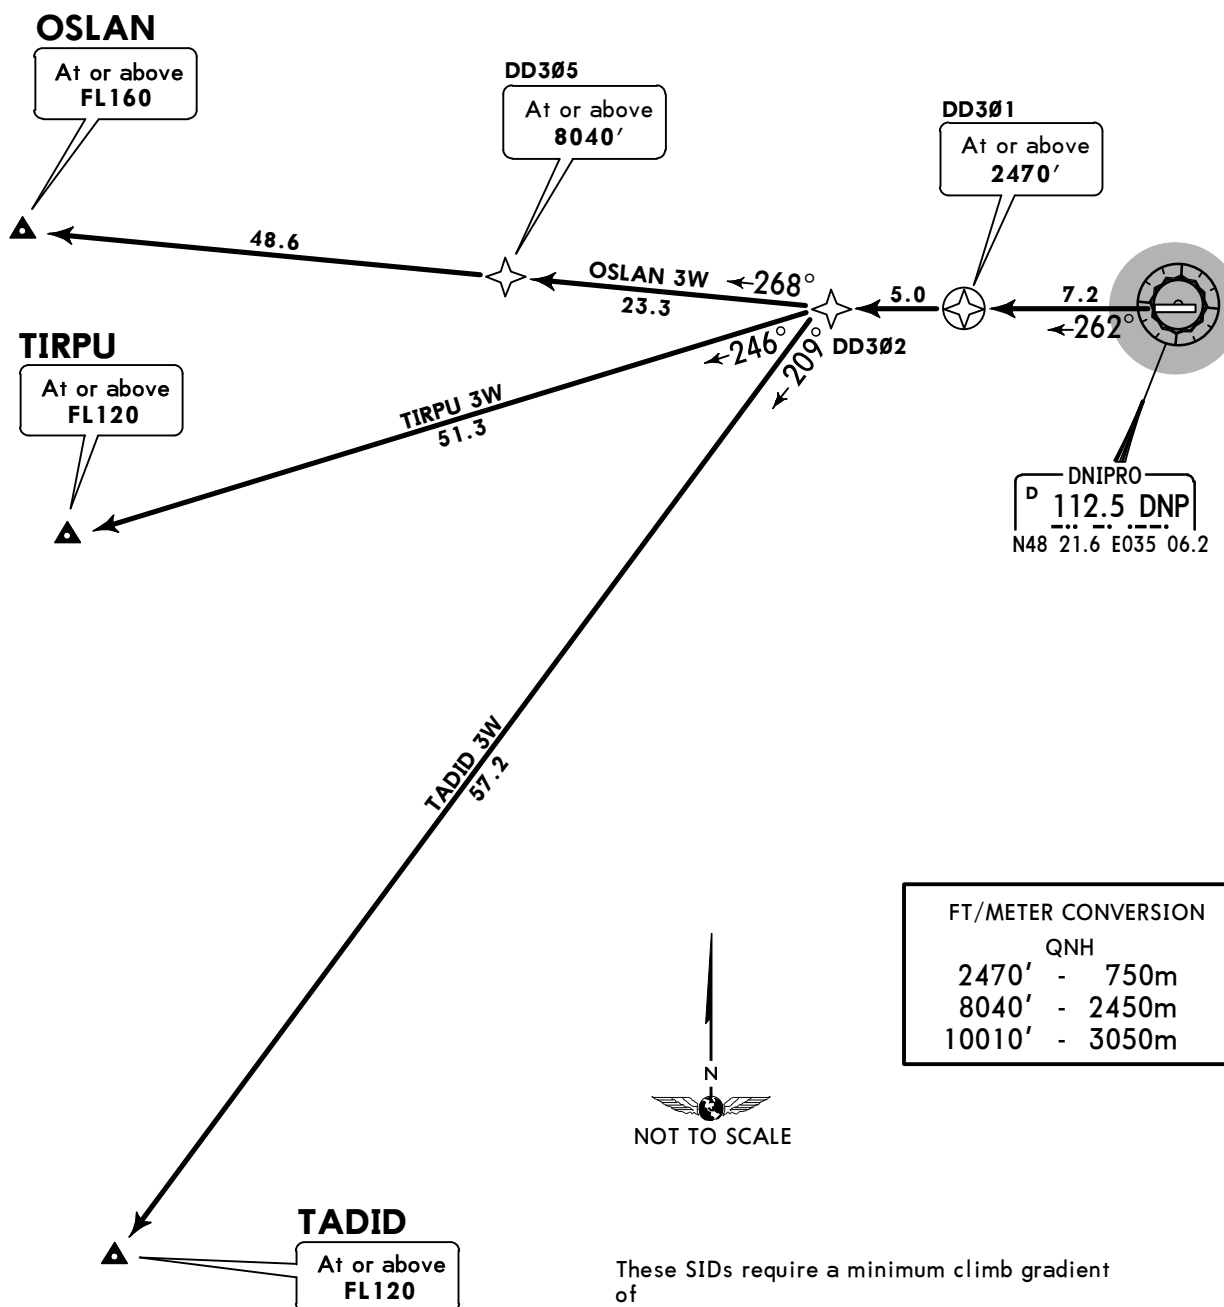 OSLAN
At or above
FL160
DD3Ø5
At or above
8040'
DD3Ø1
At or above
2470'
48.6
OSLAN 3W
23.3
268°
5.0
7.2
262°
DD3Ø2
246°
209°
TIRPU
At or above
FL120
TIRPU 3W
51.3
DNIPRO
D 112.5 DNP
N48 21.6 E035 06.2
TADID 3W
57.2
FT/METER CONVERSION
QNH
2470' - 750m
8040' - 2450m
10010' - 3050m
N
NOT TO SCALE
TADID
At or above
FL120
These SIDs require a minimum climb gradient
of